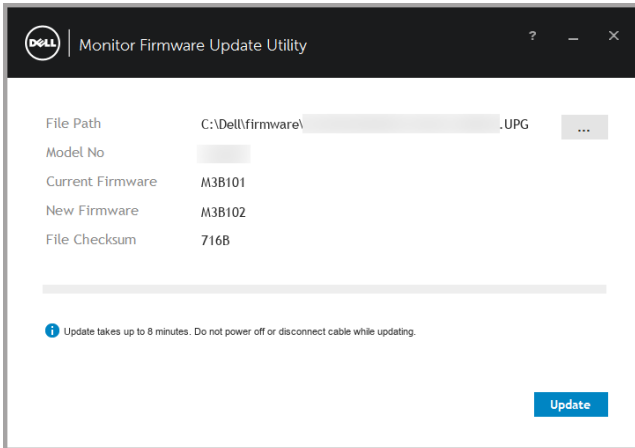 DELL Monitor Firmware Update Utility ? _ ×
File Path C:\Dell\firmware\ .UPG ...
Model No
Current Firmware M3B101
New Firmware M3B102
File Checksum 716B
i Update takes up to 8 minutes. Do not power off or disconnect cable while updating.
Update